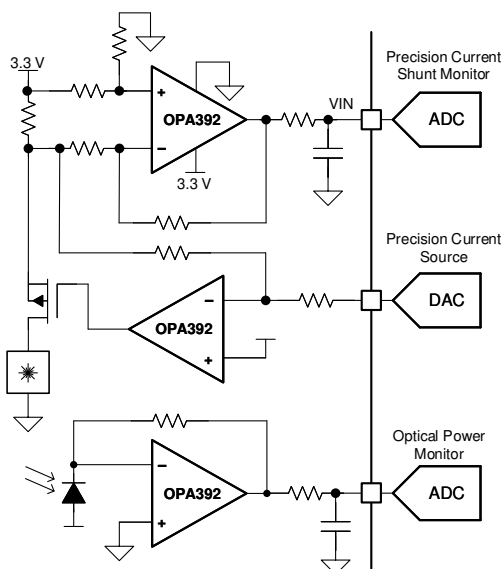 3.3 V
+
OPA392
−
3.3 V
VIN
Precision Current
Shunt Monitor
ADC
Precision Current
Source
−
OPA392
+
DAC
Optical Power
Monitor
−
OPA392
+
ADC